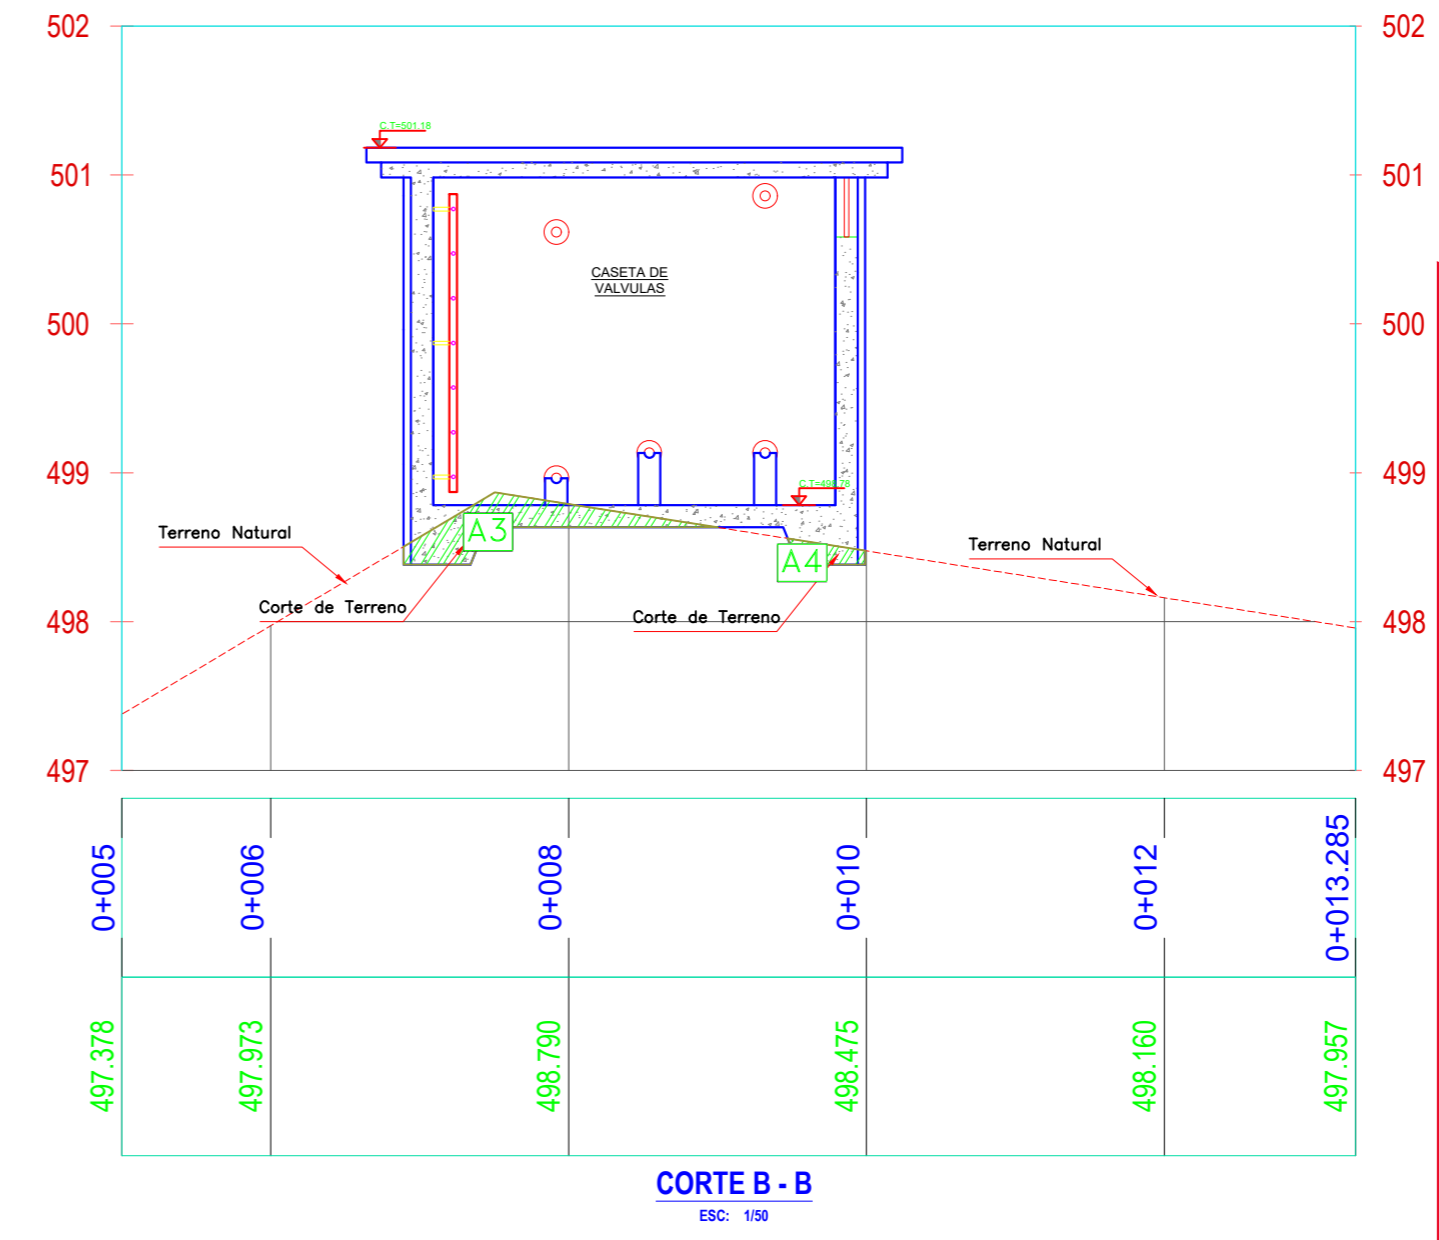 502
502
C.T=501.18
501
501
CASETA DE
VALVULAS
500
500
499
499
C.T=498.78
A3
Terreno Natural
Terreno Natural
A4
Corte de Terreno
Corte de Terreno
498
498
497
497
0+005
0+006
0+008
0+010
0+012
0+013.285
497.378
497.973
498.790
498.475
498.160
497.957
CORTE B - B
ESC: 1/50